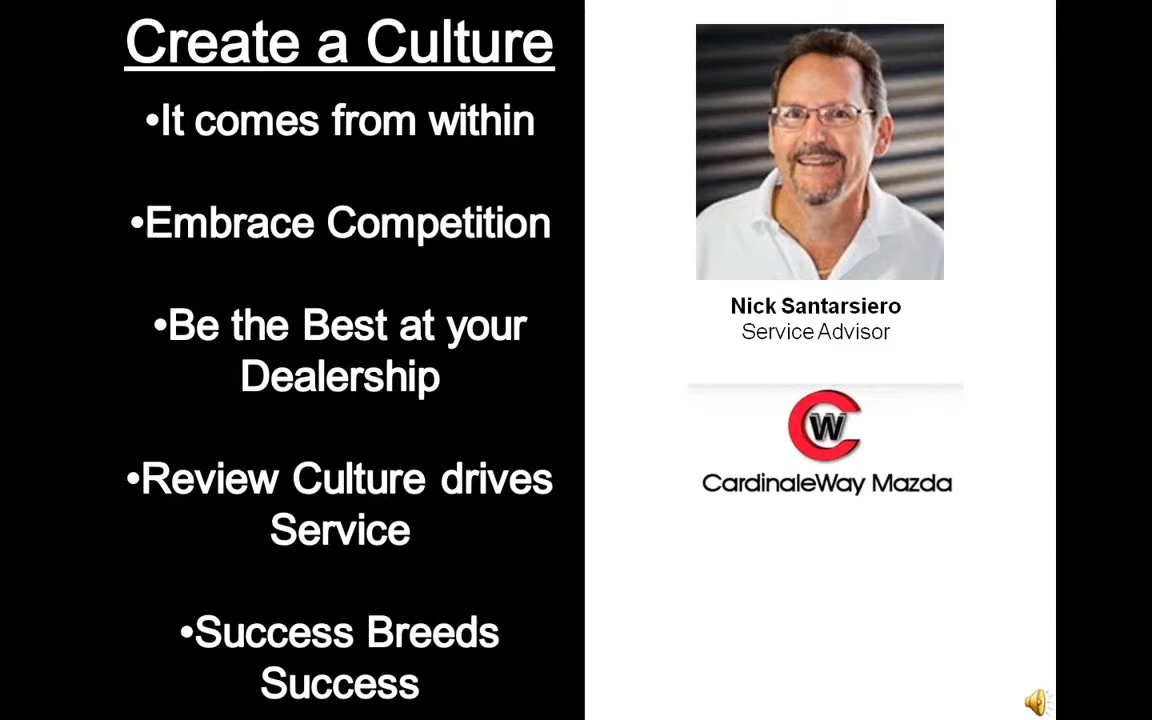 Create a Culture
•It comes from within
•Embrace Competition
•Be the Best at your
Dealership
•Review Culture drives
Service
•Success Breeds
Success
Nick Santarsiero
Service Advisor
CW
CardinaleWay Mazda